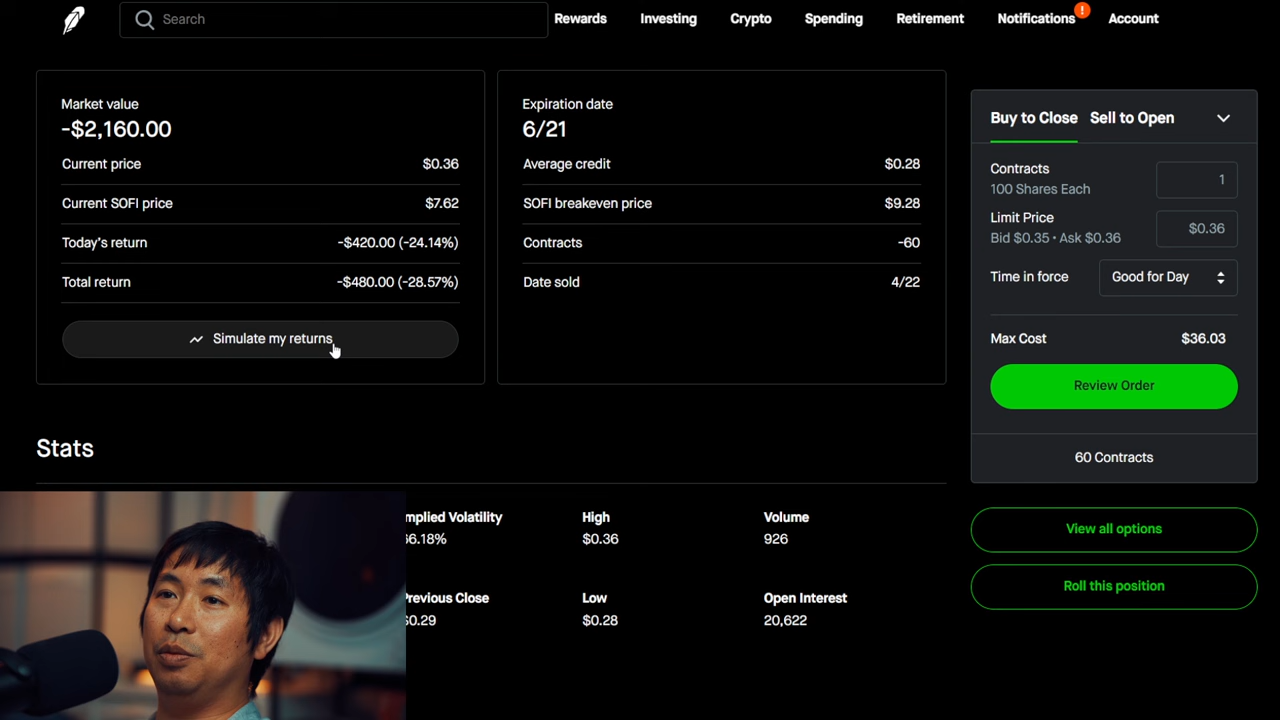 Search
Rewards
Investing
Crypto
Spending
Retirement
Notifications
!
Account
Market value
-$2,160.00
Current price $0.36
Current SOFI price $7.62
Today's return -$420.00 (-24.14%)
Total return -$480.00 (-28.57%)
Simulate my returns
Expiration date
6/21
Average credit $0.28
SOFI breakeven price $9.28
Contracts -60
Date sold 4/22
Buy to Close Sell to Open
Contracts 1
100 Shares Each
Limit Price $0.36
Bid $0.35 • Ask $0.36
Time in force Good for Day
Max Cost $36.03
Review Order
60 Contracts
View all options
Roll this position
Stats
Volatility High Volume
$0.36 926
Close Low Open Interest
$0.28 20,622